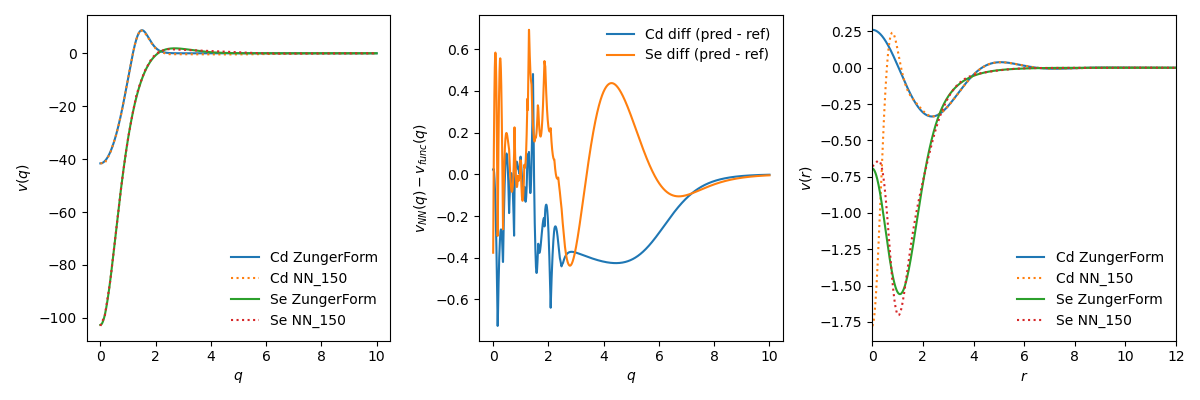 0
−20
−40
−60
−80
−100
v(q)
0 2 4 6 8 10
q
Cd ZungerForm
Cd NN_150
Se ZungerForm
Se NN_150
0.6
0.4
0.2
0.0
−0.2
−0.4
−0.6
v_NN(q) − v_func(q)
0 2 4 6 8 10
q
Cd diff (pred - ref)
Se diff (pred - ref)
0.25
0.00
−0.25
−0.50
−0.75
−1.00
−1.25
−1.50
−1.75
v(r)
0 2 4 6 8 10 12
r
Cd ZungerForm
Cd NN_150
Se ZungerForm
Se NN_150